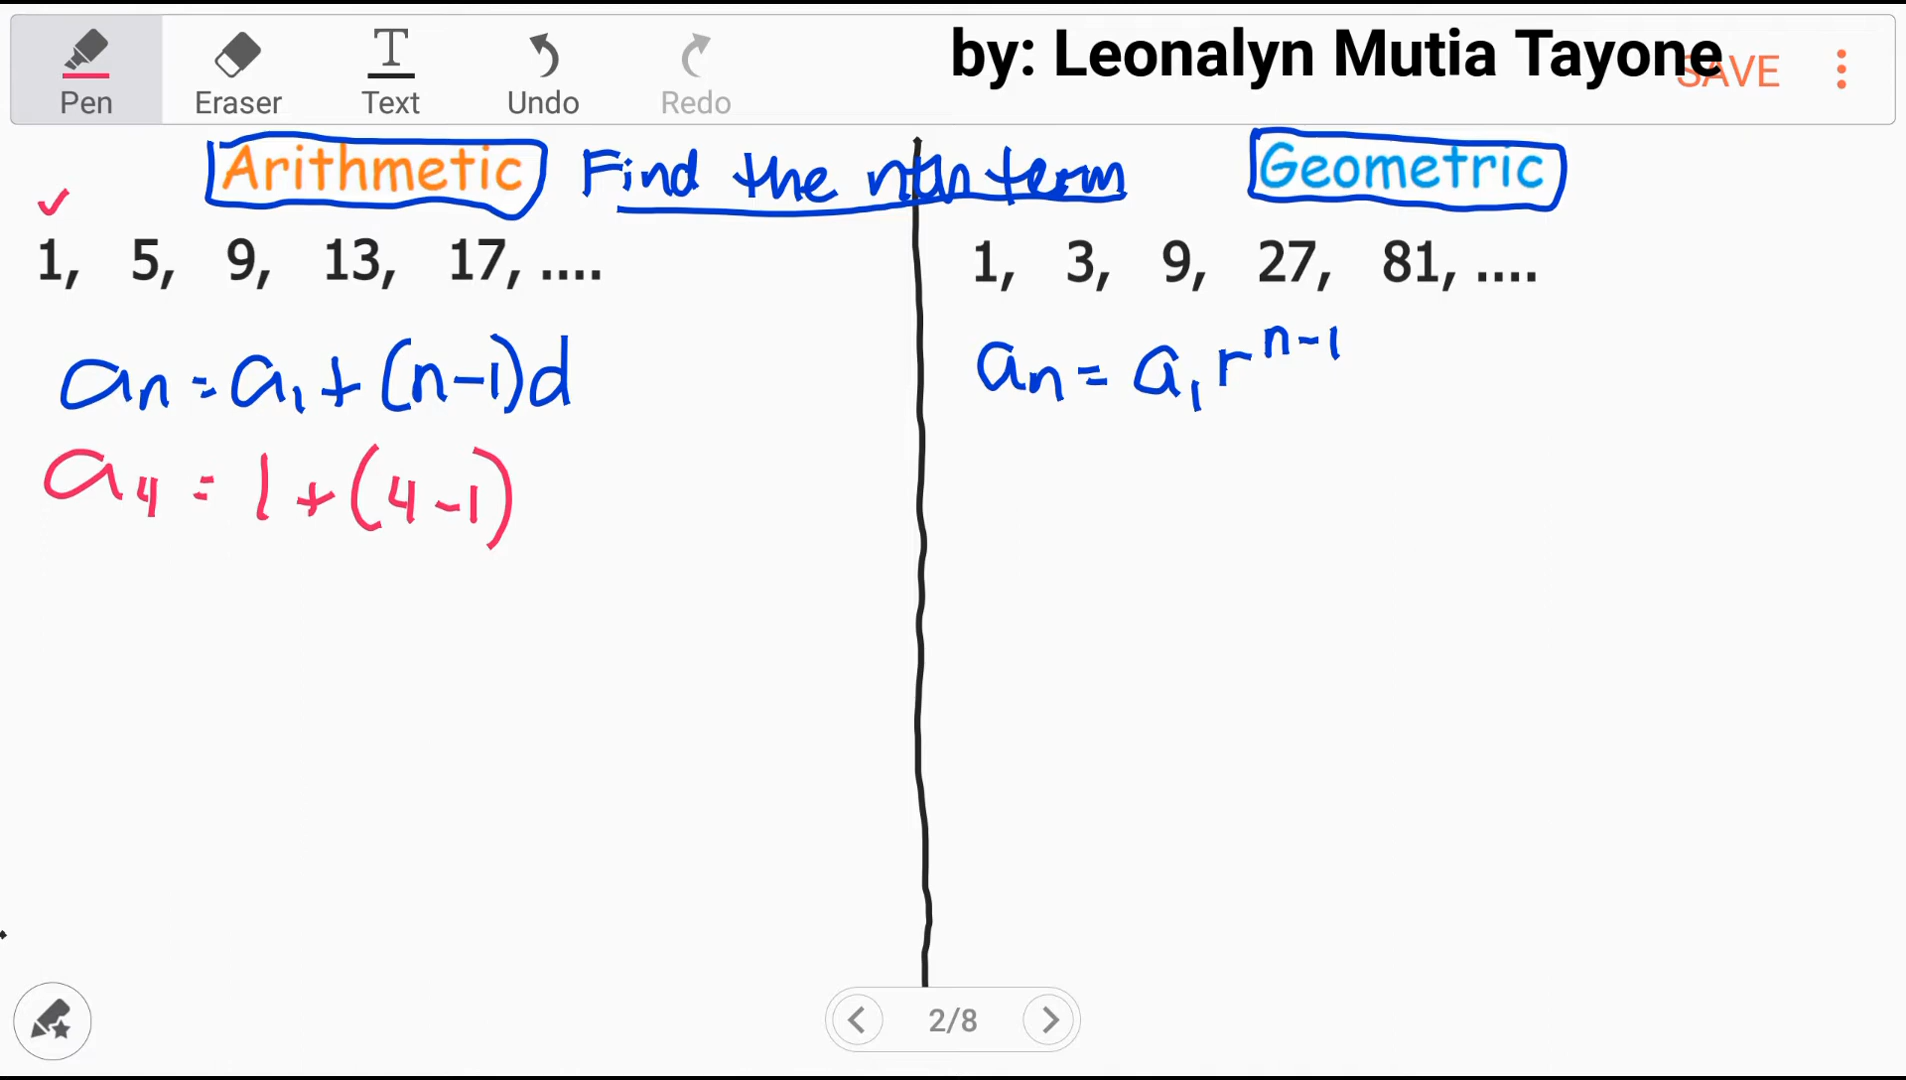 by: Leonalyn Mutia Tayone
SAVE
Pen
Eraser
Text
Undo
Redo
Arithmetic
Find the nth term
Geometric
1, 5, 9, 13, 17, ....
an = a1 + (n-1)d
a4 = 1 + (4-1)
1, 3, 9, 27, 81, ....
an = a1 r^n-1
2/8